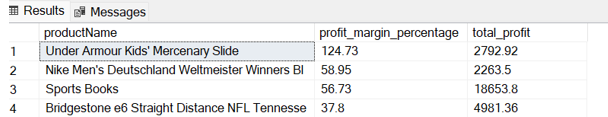 Results Messages
productName profit_margin_percentage total_profit
1 Under Armour Kids' Mercenary Slide 124.73 2792.92
2 Nike Men's Deutschland Weltmeister Winners Bl 58.95 2263.5
3 Sports Books 56.73 18653.8
4 Bridgestone e6 Straight Distance NFL Tennesse 37.8 4981.36